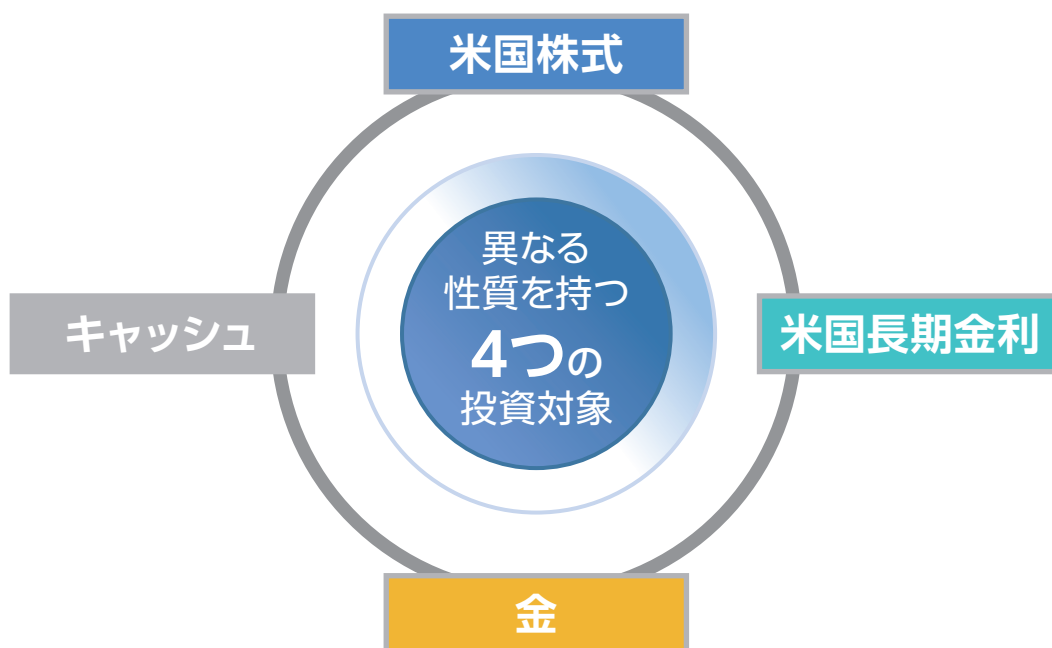 米国株式
異なる
性質を持つ
4つの
投資対象
キャッシュ
米国長期金利
金